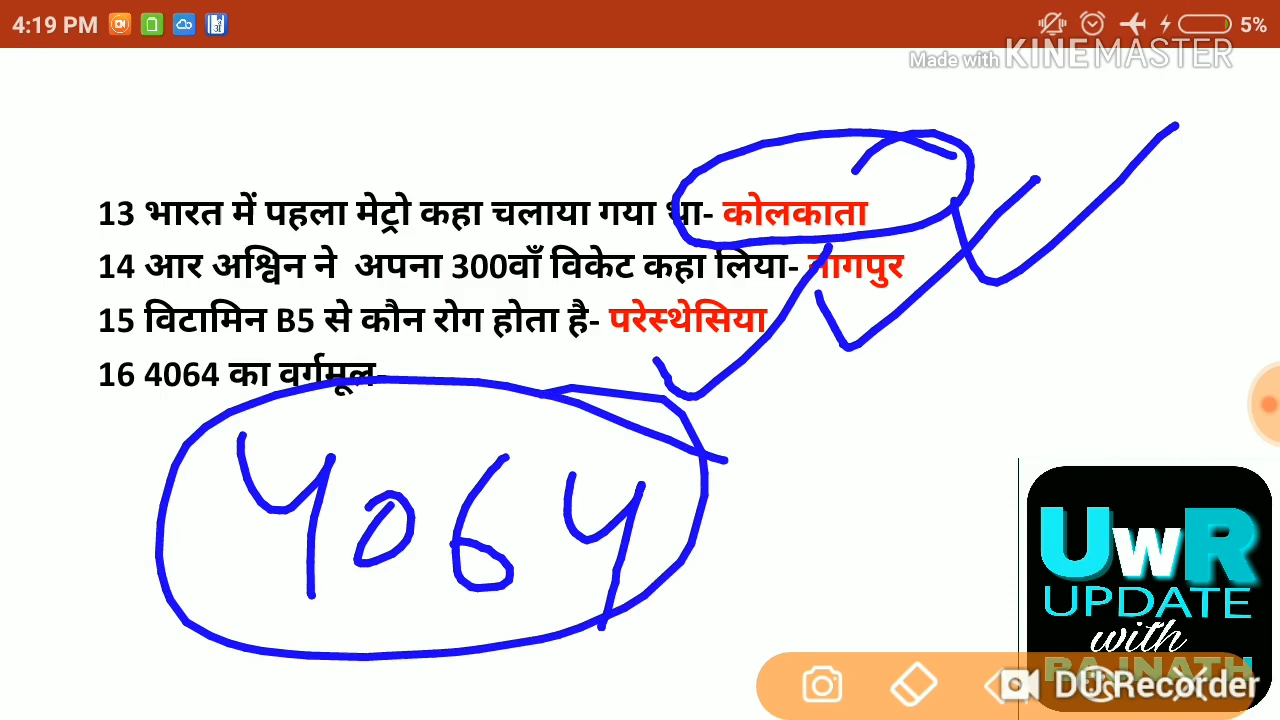 4:19 PM 5%
Made with KINEMASTER
13 भारत में पहला मेट्रो कहा चलाया गया था- कोलकाता
14 आर अश्विन ने अपना 300वाँ विकेट कहा लिया- नागपुर
15 विटामिन B5 से कौन रोग होता है- परेस्थेसिया
16 4064 का वर्गमूल-
4064
UwR
UPDATE
with
RAJNATH
DU Recorder